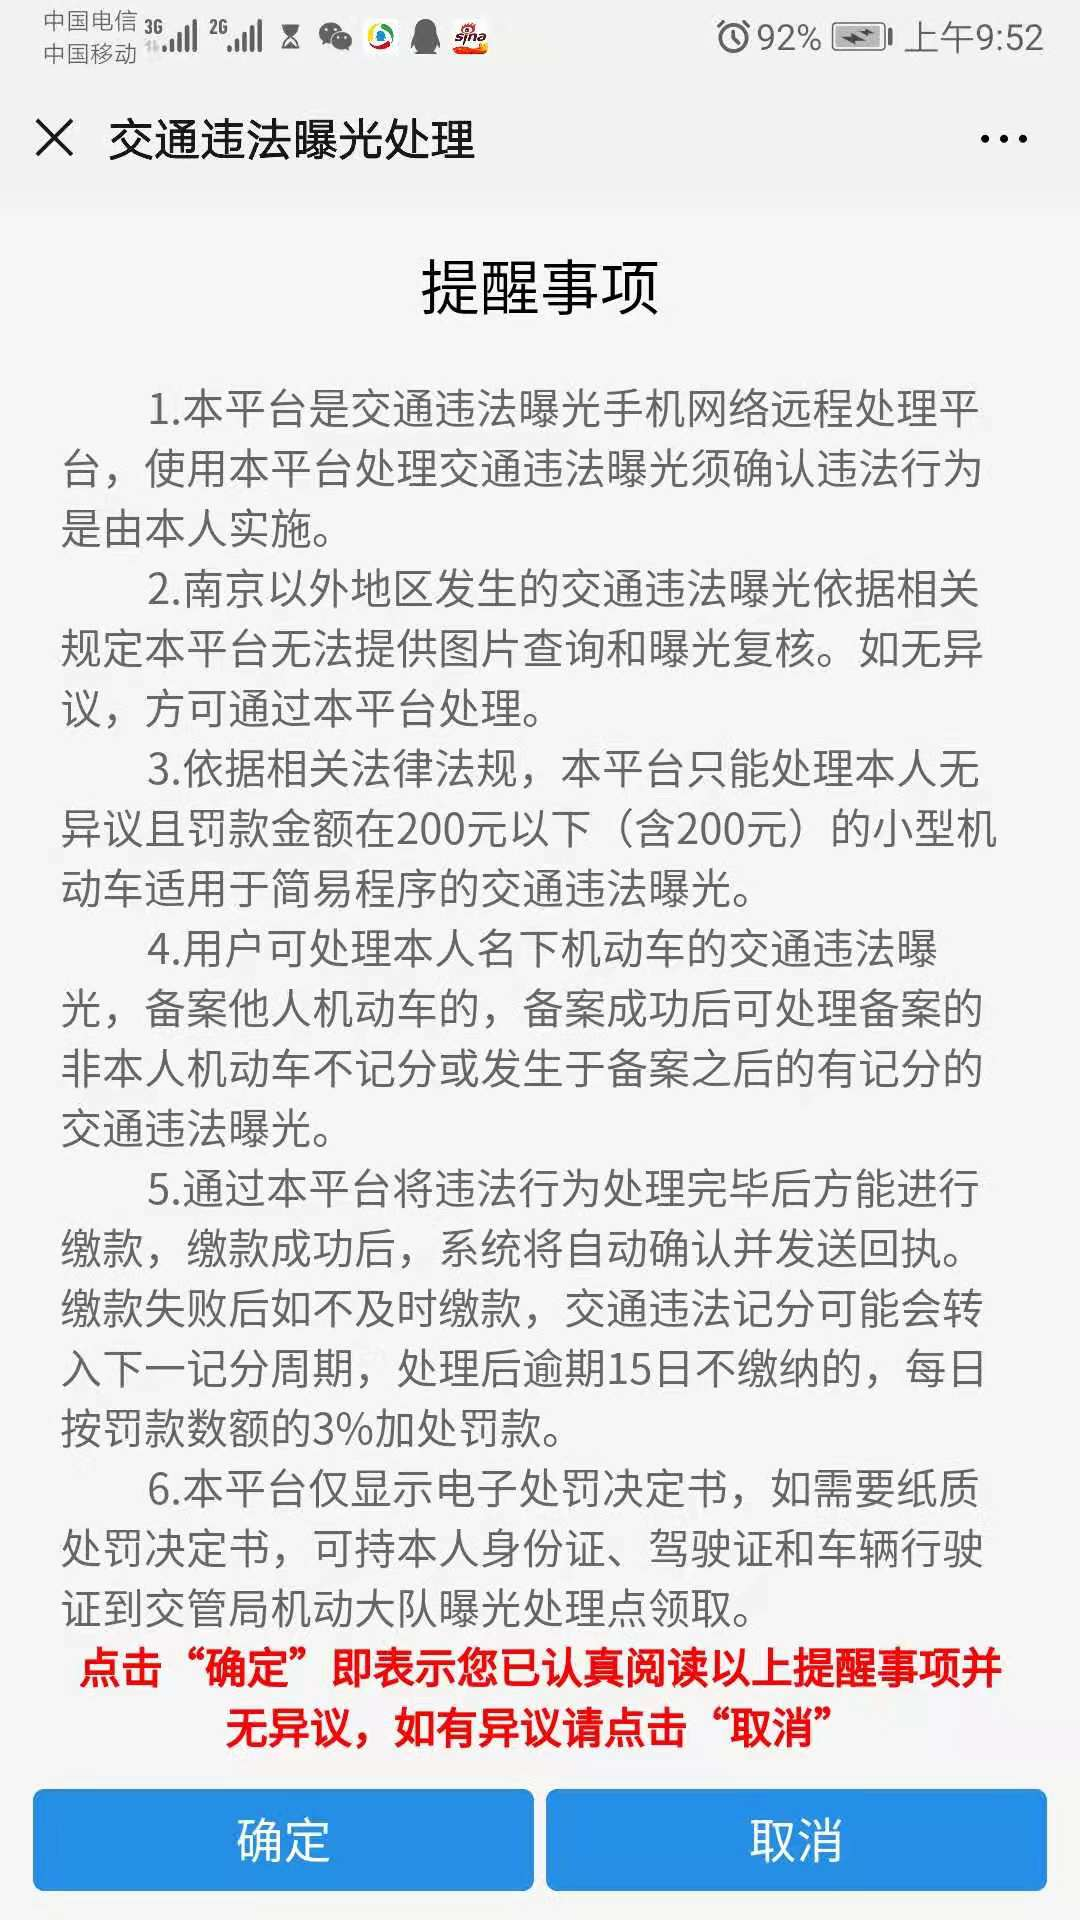 中国电信 3G 2G 92% 上午9:52
中国移动
交通违法曝光处理
提醒事项
1.本平台是交通违法曝光手机网络远程处理平
台，使用本平台处理交通违法曝光须确认违法行为
是由本人实施。
2.南京以外地区发生的交通违法曝光依据相关
规定本平台无法提供图片查询和曝光复核。如无异
议，方可通过本平台处理。
3.依据相关法律法规，本平台只能处理本人无
异议且罚款金额在200元以下（含200元）的小型机
动车适用于简易程序的交通违法曝光。
4.用户可处理本人名下机动车的交通违法曝
光，备案他人机动车的，备案成功后可处理备案的
非本人机动车不记分或发生于备案之后的有记分的
交通违法曝光。
5.通过本平台将违法行为处理完毕后方能进行
缴款，缴款成功后，系统将自动确认并发送回执。
缴款失败后如不及时缴款，交通违法记分可能会转
入下一记分周期，处理后逾期15日不缴纳的，每日
按罚款数额的3%加处罚款。
6.本平台仅显示电子处罚决定书，如需要纸质
处罚决定书，可持本人身份证、驾驶证和车辆行驶
证到交管局机动大队曝光处理点领取。
点击“确定”即表示您已认真阅读以上提醒事项并
无异议，如有异议请点击“取消”
确定 取消